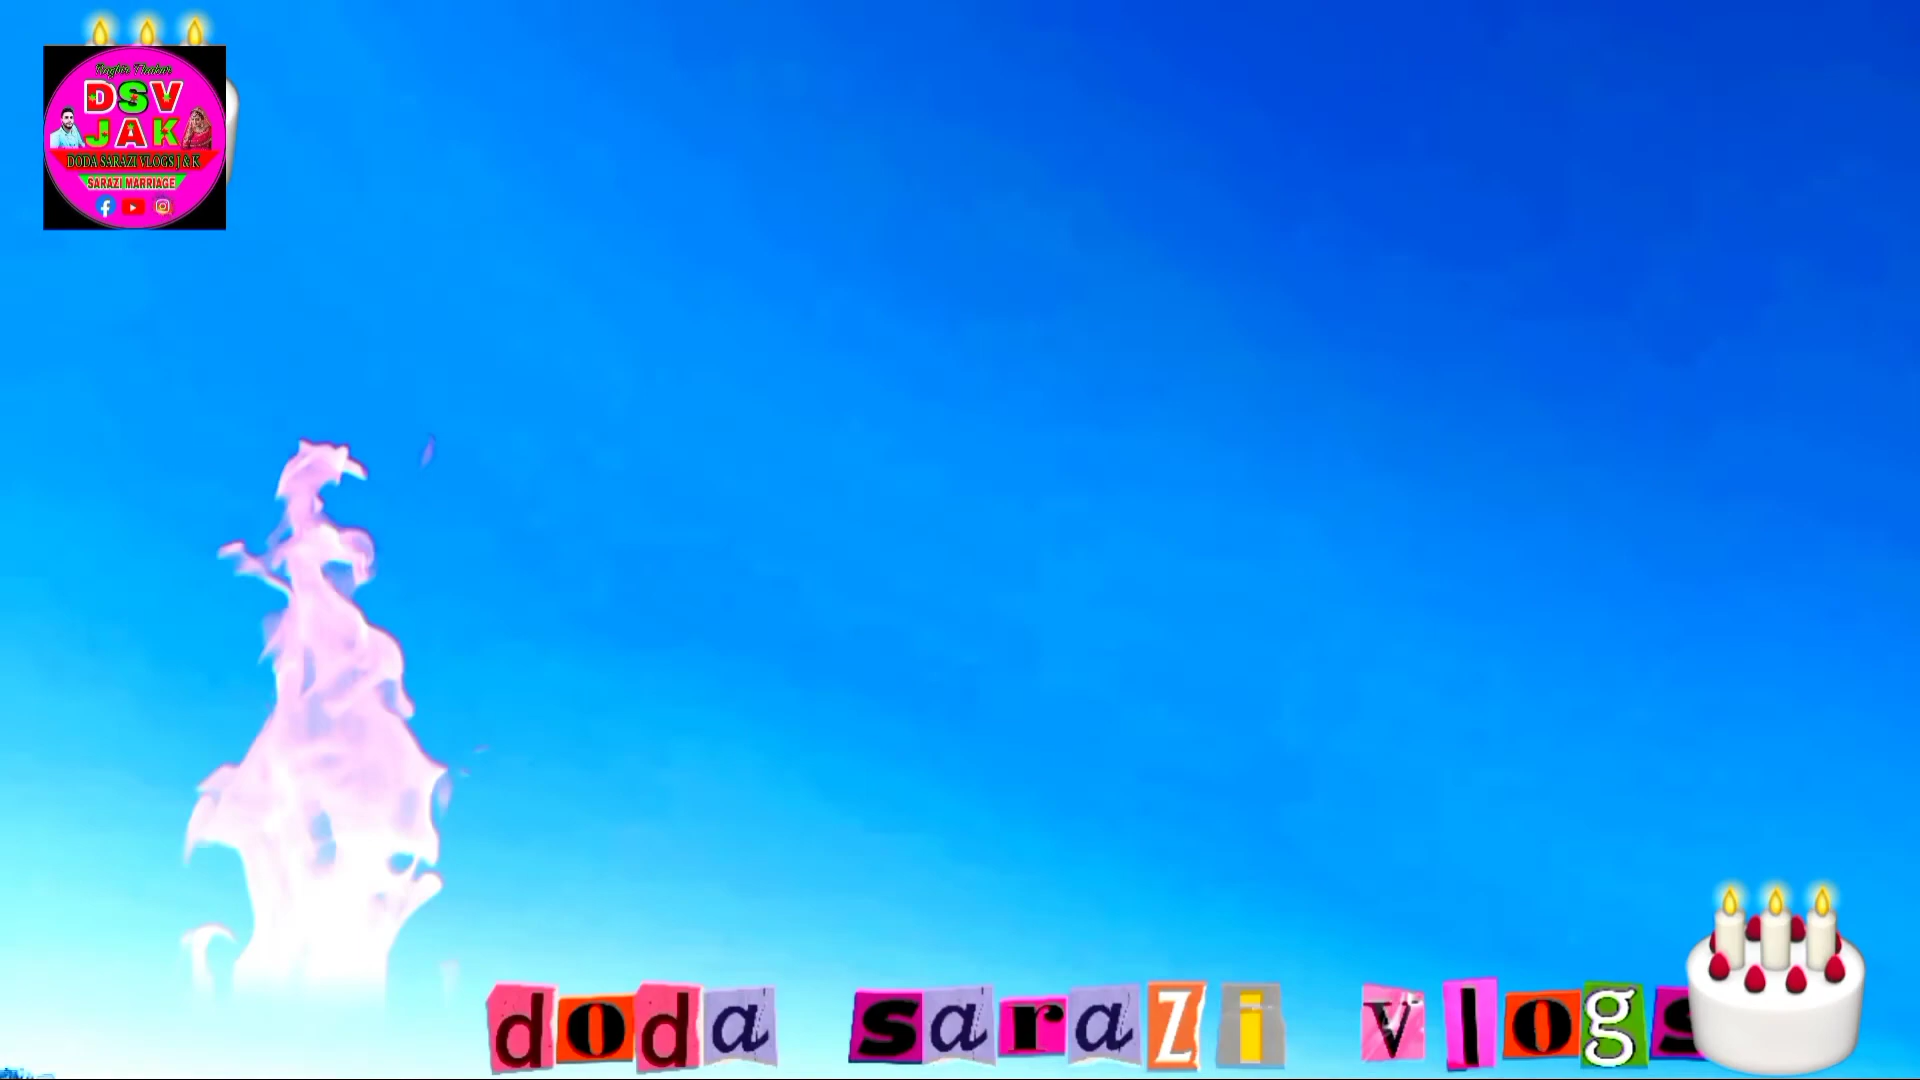 DSV
JAK
DODA SARAZI VLOGS J & K
SARAZI MARRIAGE
doda sarazi vlogs